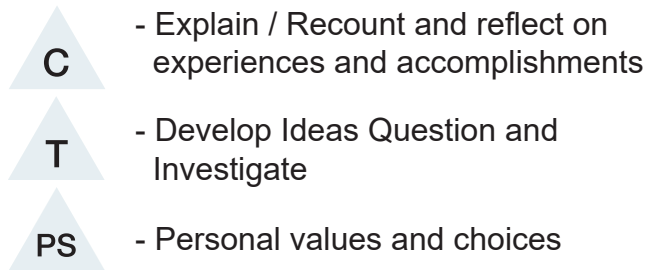 C - Explain / Recount and reflect on
experiences and accomplishments
T - Develop Ideas Question and
Investigate
PS - Personal values and choices